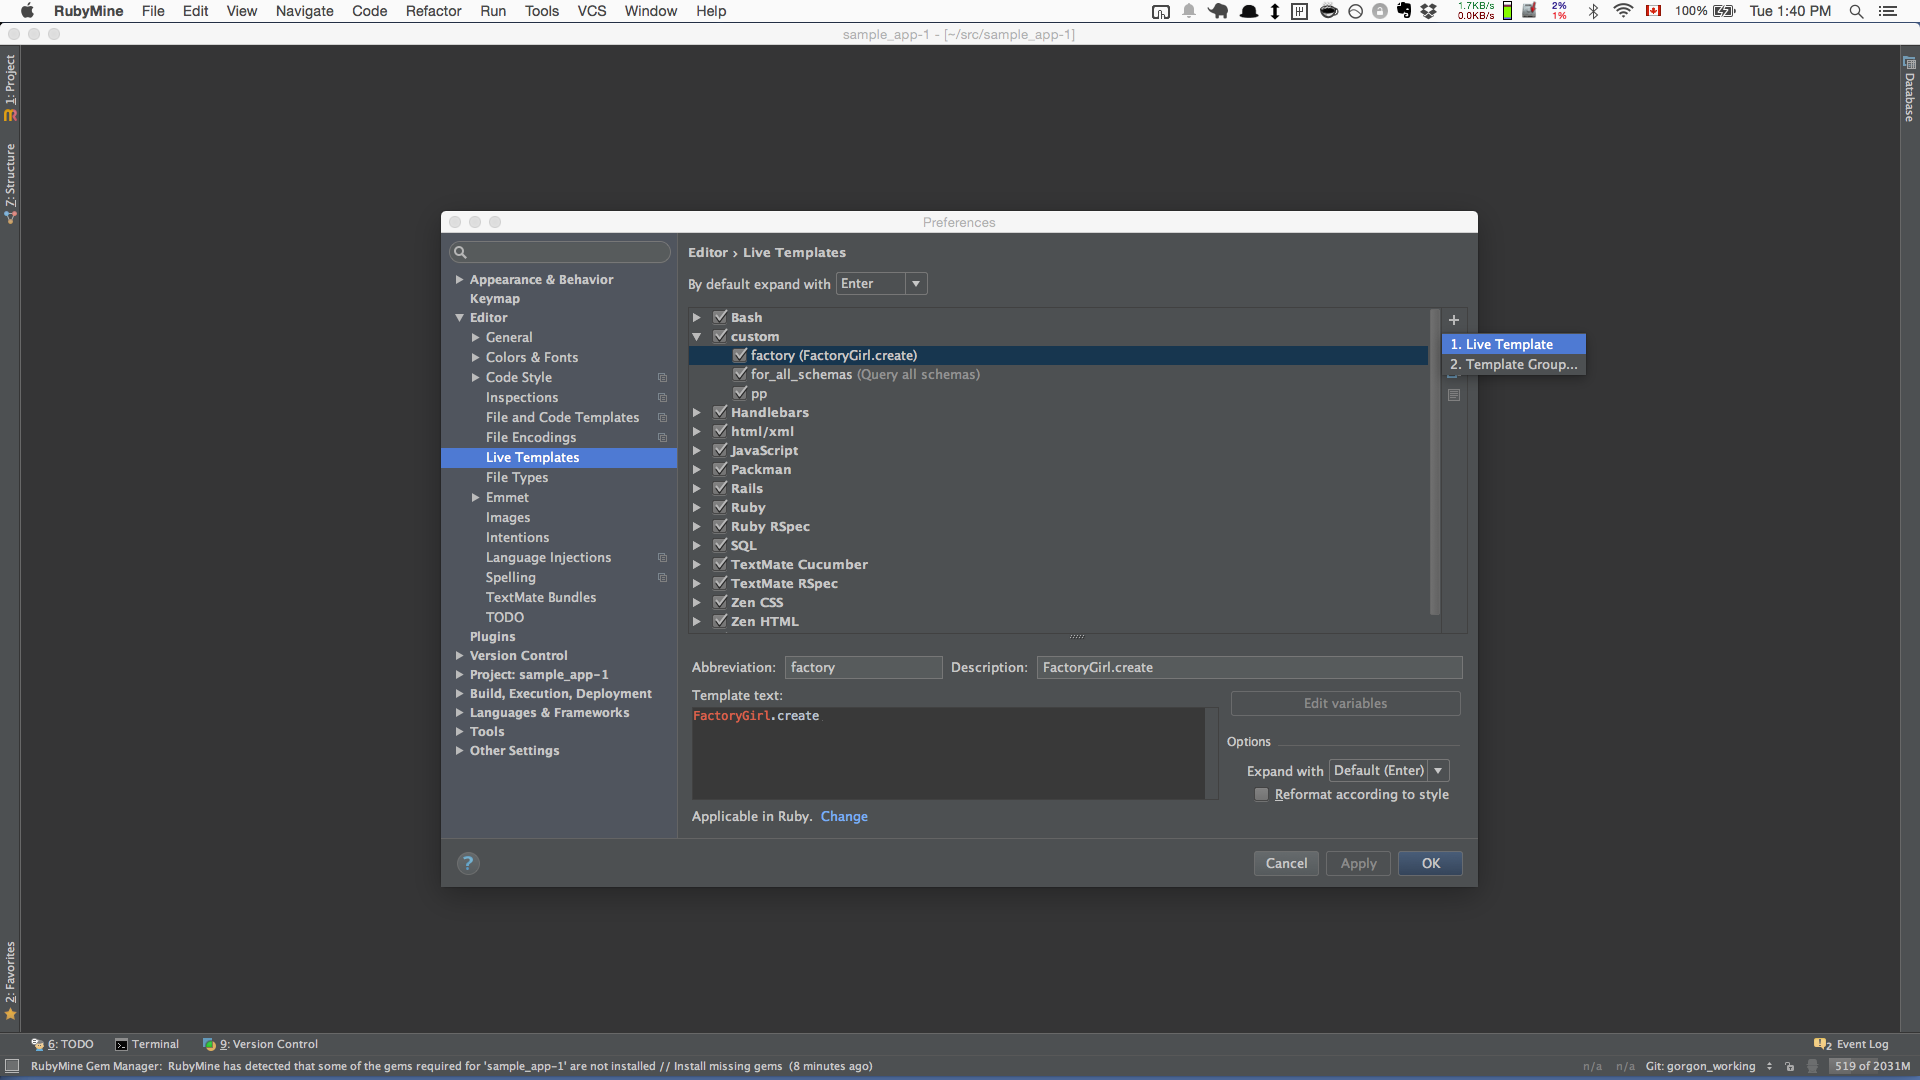 RubyMine File Edit View Navigate Code Refactor Run Tools VCS Window Help
1.7KB/s
0.0KB/s
2%
1%
100%
Tue 1:40 PM
sample_app-1 - [~/src/sample_app-1]
1: Project
Z: Structure
2: Favorites
Database
Preferences
Appearance & Behavior
Keymap
Editor
General
Colors & Fonts
Code Style
Inspections
File and Code Templates
File Encodings
Live Templates
File Types
Emmet
Images
Intentions
Language Injections
Spelling
TextMate Bundles
TODO
Plugins
Version Control
Project: sample_app-1
Build, Execution, Deployment
Languages & Frameworks
Tools
Other Settings
Editor › Live Templates
By default expand with Enter
Bash
custom
factory (FactoryGirl.create)
for_all_schemas (Query all schemas)
pp
Handlebars
html/xml
JavaScript
Packman
Rails
Ruby
Ruby RSpec
SQL
TextMate Cucumber
TextMate RSpec
Zen CSS
Zen HTML
+
1. Live Template
2. Template Group...
Abbreviation: factory Description: FactoryGirl.create
Template text:
FactoryGirl.create
Edit variables
Options
Expand with Default (Enter)
Reformat according to style
Applicable in Ruby. Change
?
Cancel Apply OK
6: TODO Terminal 9: Version Control
2 Event Log
RubyMine Gem Manager: RubyMine has detected that some of the gems required for 'sample_app-1' are not installed // Install missing gems (8 minutes ago)
n/a n/a Git: gorgon_working 519 of 2031M